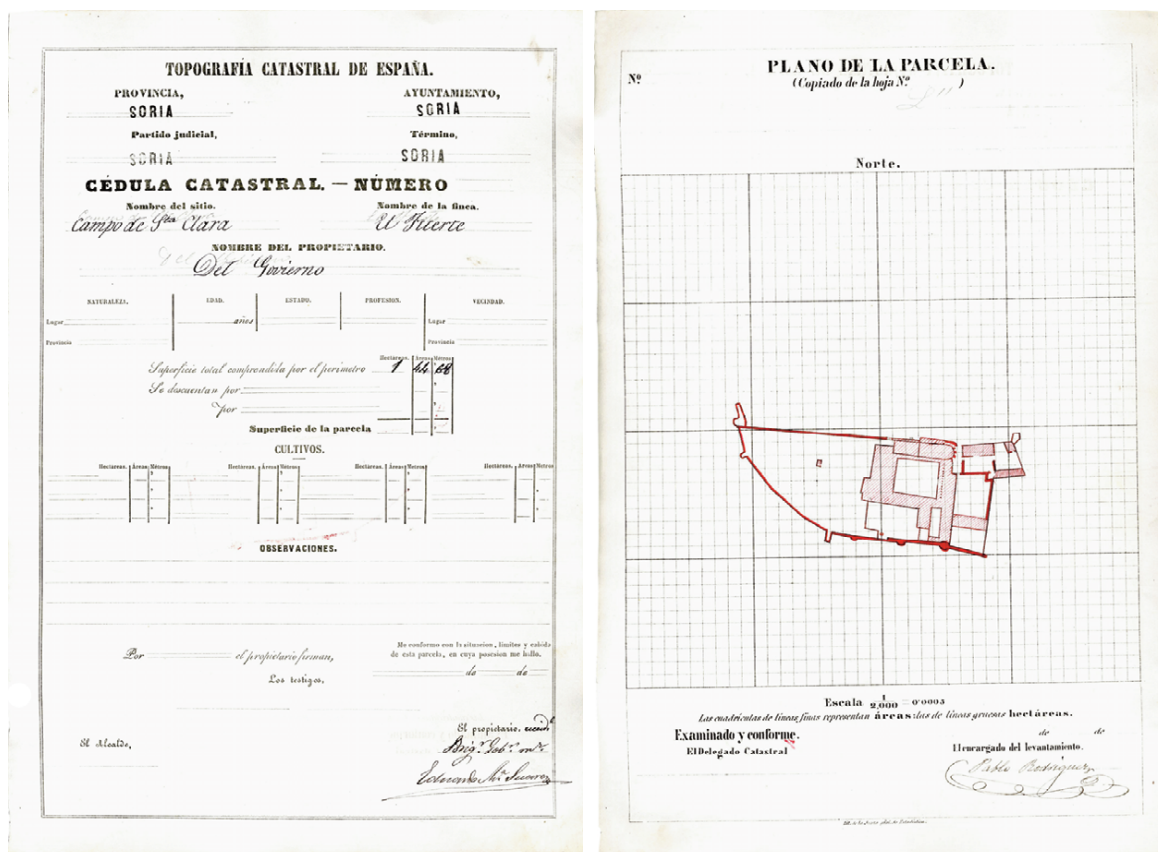 TOPOGRAFÍA CATASTRAL DE ESPAÑA.
PROVINCIA, AYUNTAMIENTO,
SORIA SORIA
Partido judicial, Término,
SORIA SORIA
CÉDULA CATASTRAL. — NÚMERO
Nombre del sitio. Nombre de la finca.
Campo de Sta Clara El Fuerte
NOMBRE DEL PROPIETARIO.
Del Govierno
NATURALEZA. EDAD. ESTADO. PROFESION. VECINDAD.
Lugar años Lugar
Provincia Provincia
Hectáreas. Áreas Metros
Superficie total comprendida por el perímetro 1 44 68
Se descuentan por
por
Superficie de la parcela
CULTIVOS.
Hectáreas. Áreas Metros Hectáreas. Áreas Metros Hectáreas. Áreas Metros Hectáreas. Áreas Metros
OBSERVACIONES.
Por el propietario firman,
Los testigos,
Me conformo con la situacion, límites y cabida
de esta parcela, en cuya posesion me hallo.
de de
El Alcalde,
El propietario.
PLANO DE LA PARCELA.
Nº (Copiado de la hoja Nº )
Norte.
Escala 1/2,000 = 0'0005
Las cuadrículas de líneas finas representan áreas: las de líneas gruesas hectáreas.
Examinado y conforme. de de
El Delegado Catastral El encargado del levantamiento.
Pablo Rodriguez